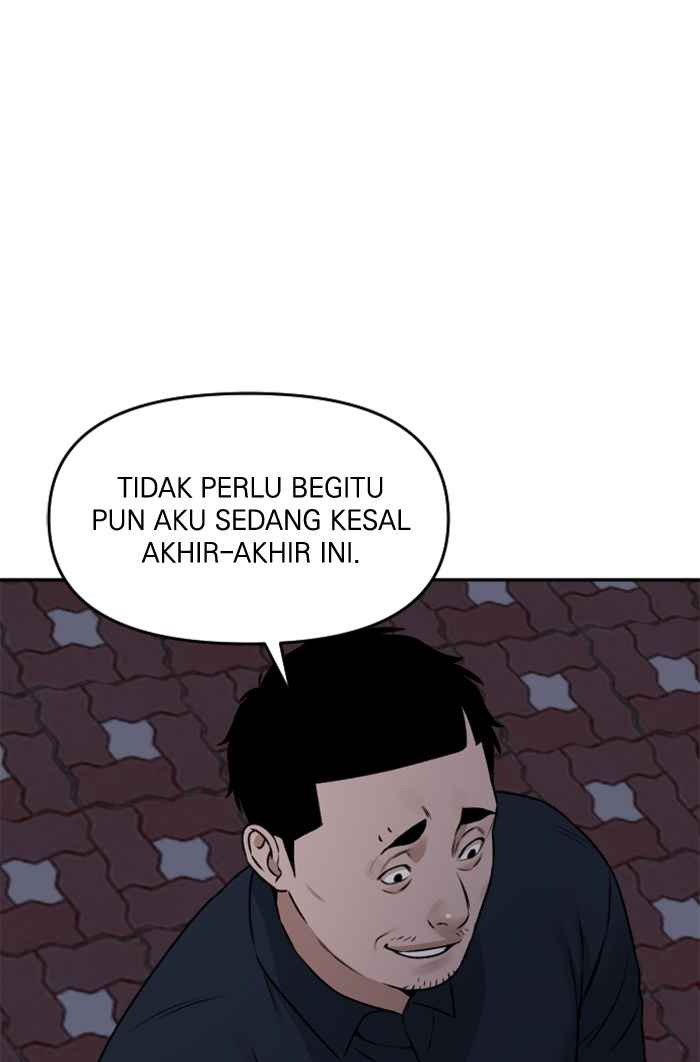 TIDAK PERLU BEGITU
PUN AKU SEDANG KESAL
AKHIR-AKHIR INI.